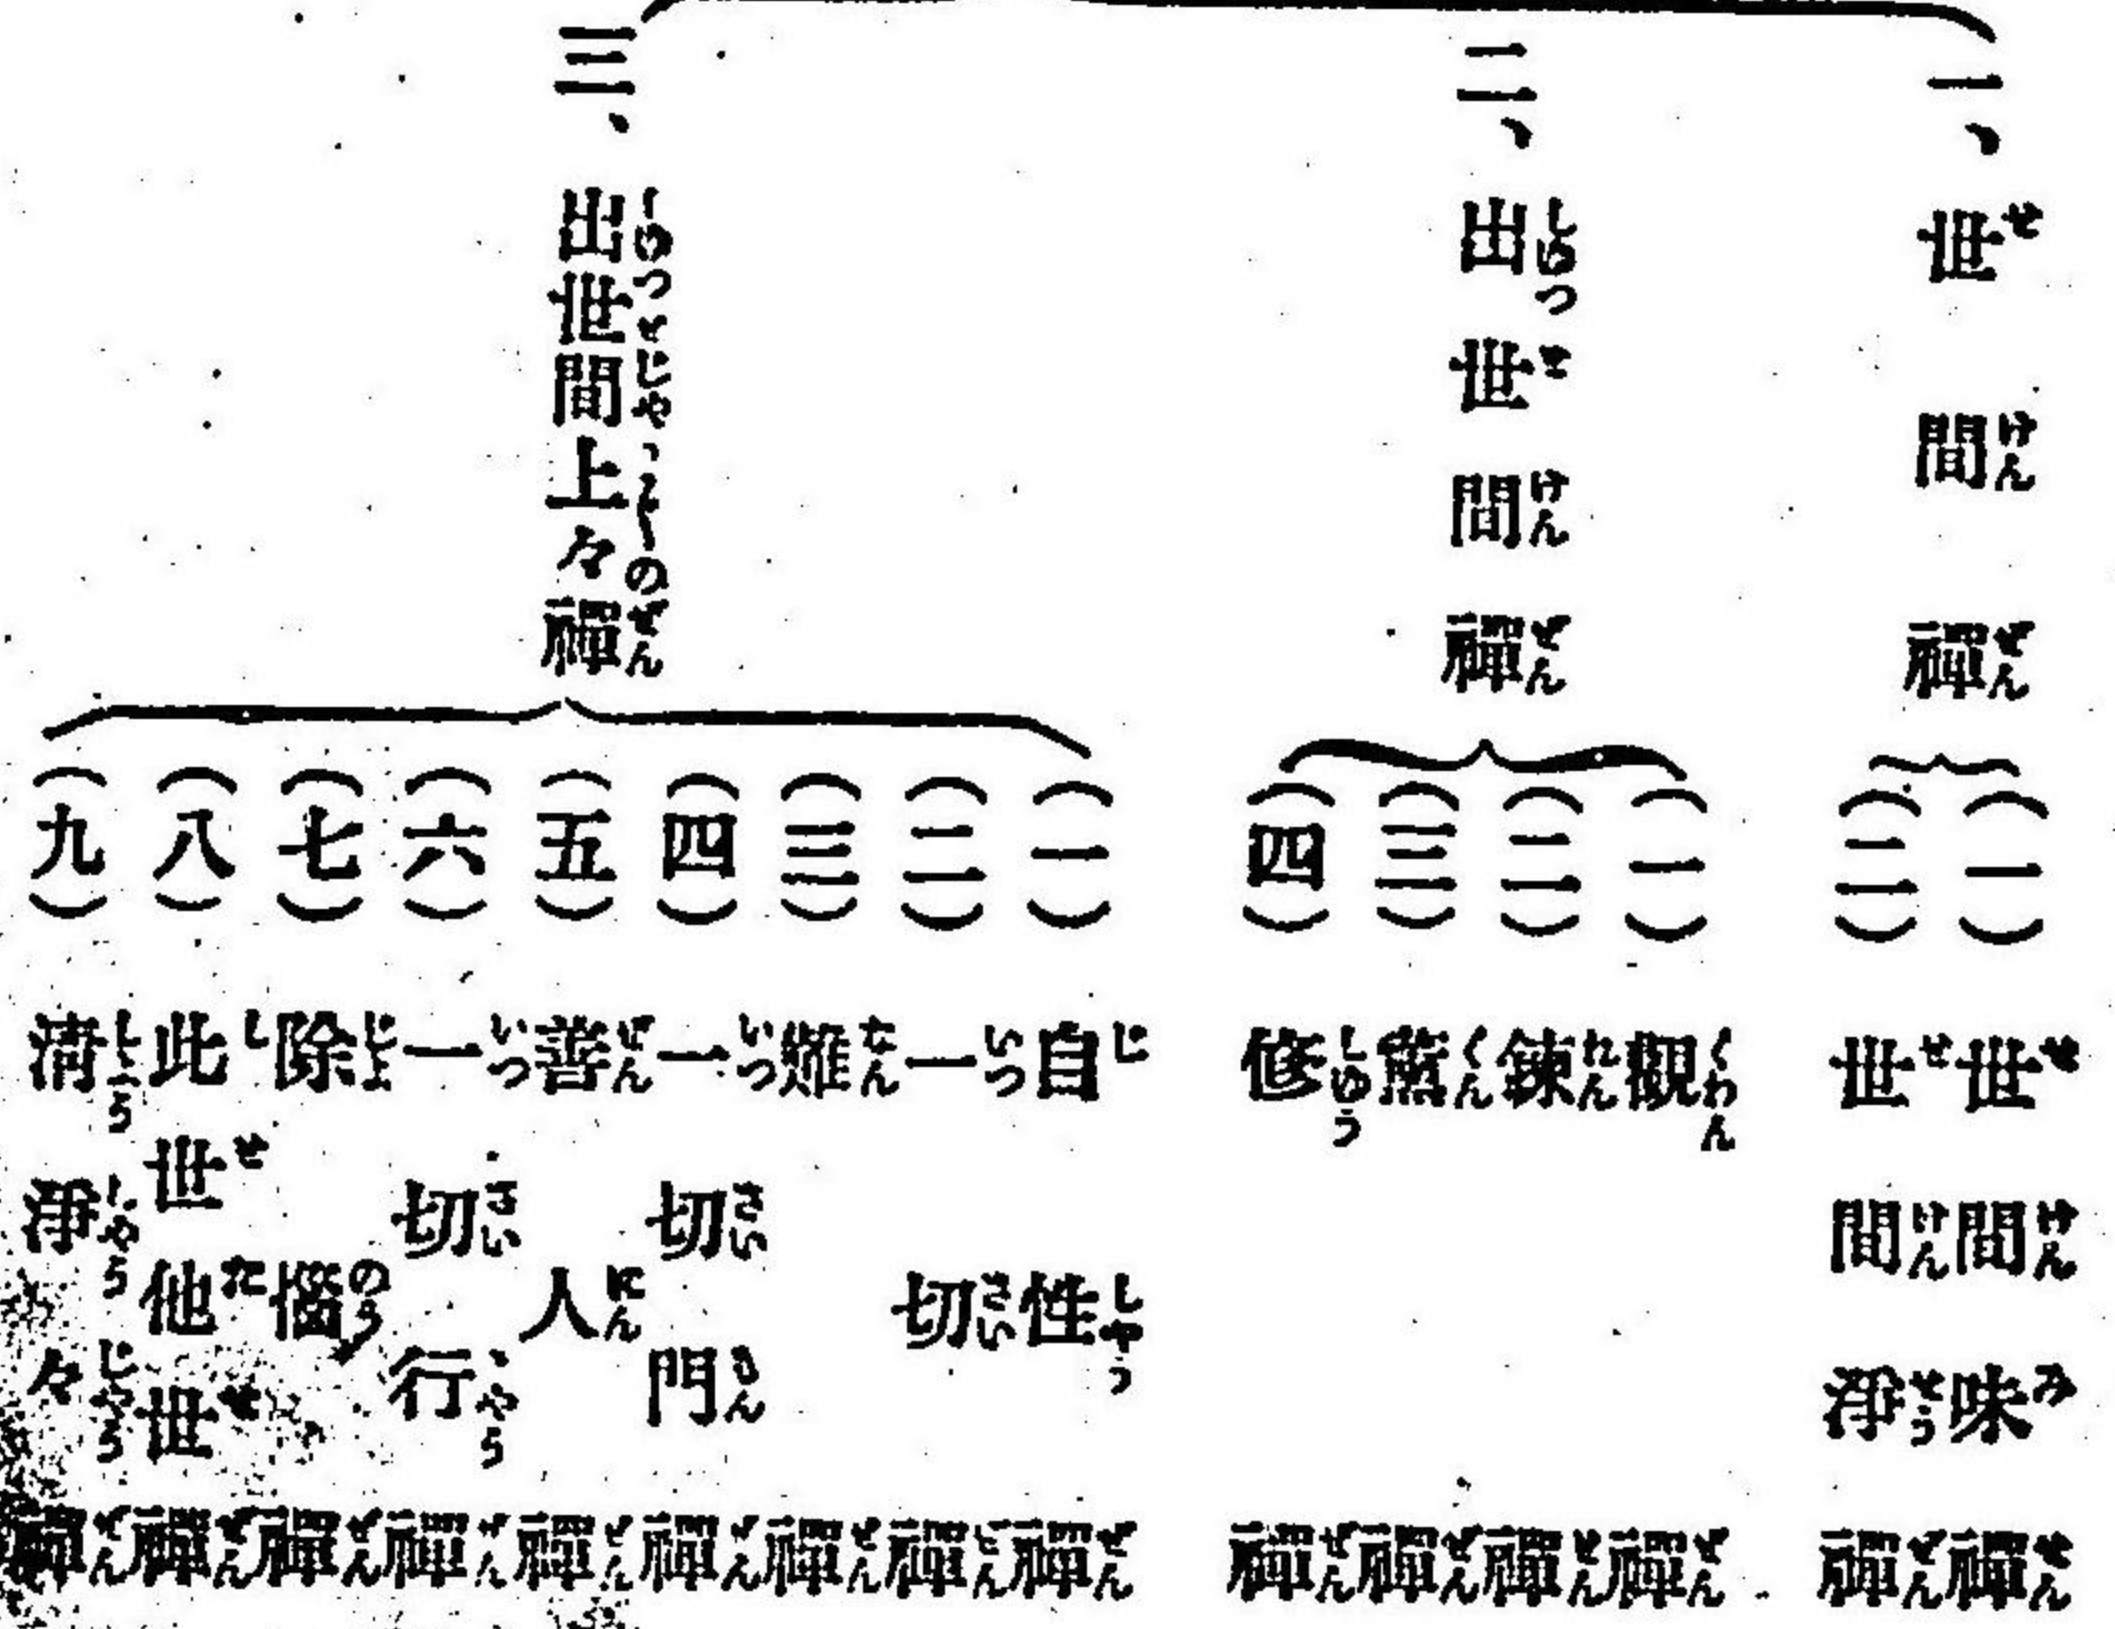 一、世間禪
(一)世間味禪
(二)世間淨禪
二、出世間禪
(一)觀禪
(二)鍊禪
(三)薰禪
(四)修禪
三、出世間上々禪
(一)自性禪
(二)一切禪
(三)難禪
(四)一切門禪
(五)善人禪
(六)一切行禪
(七)除惱禪
(八)此世他世禪
(九)清淨々禪